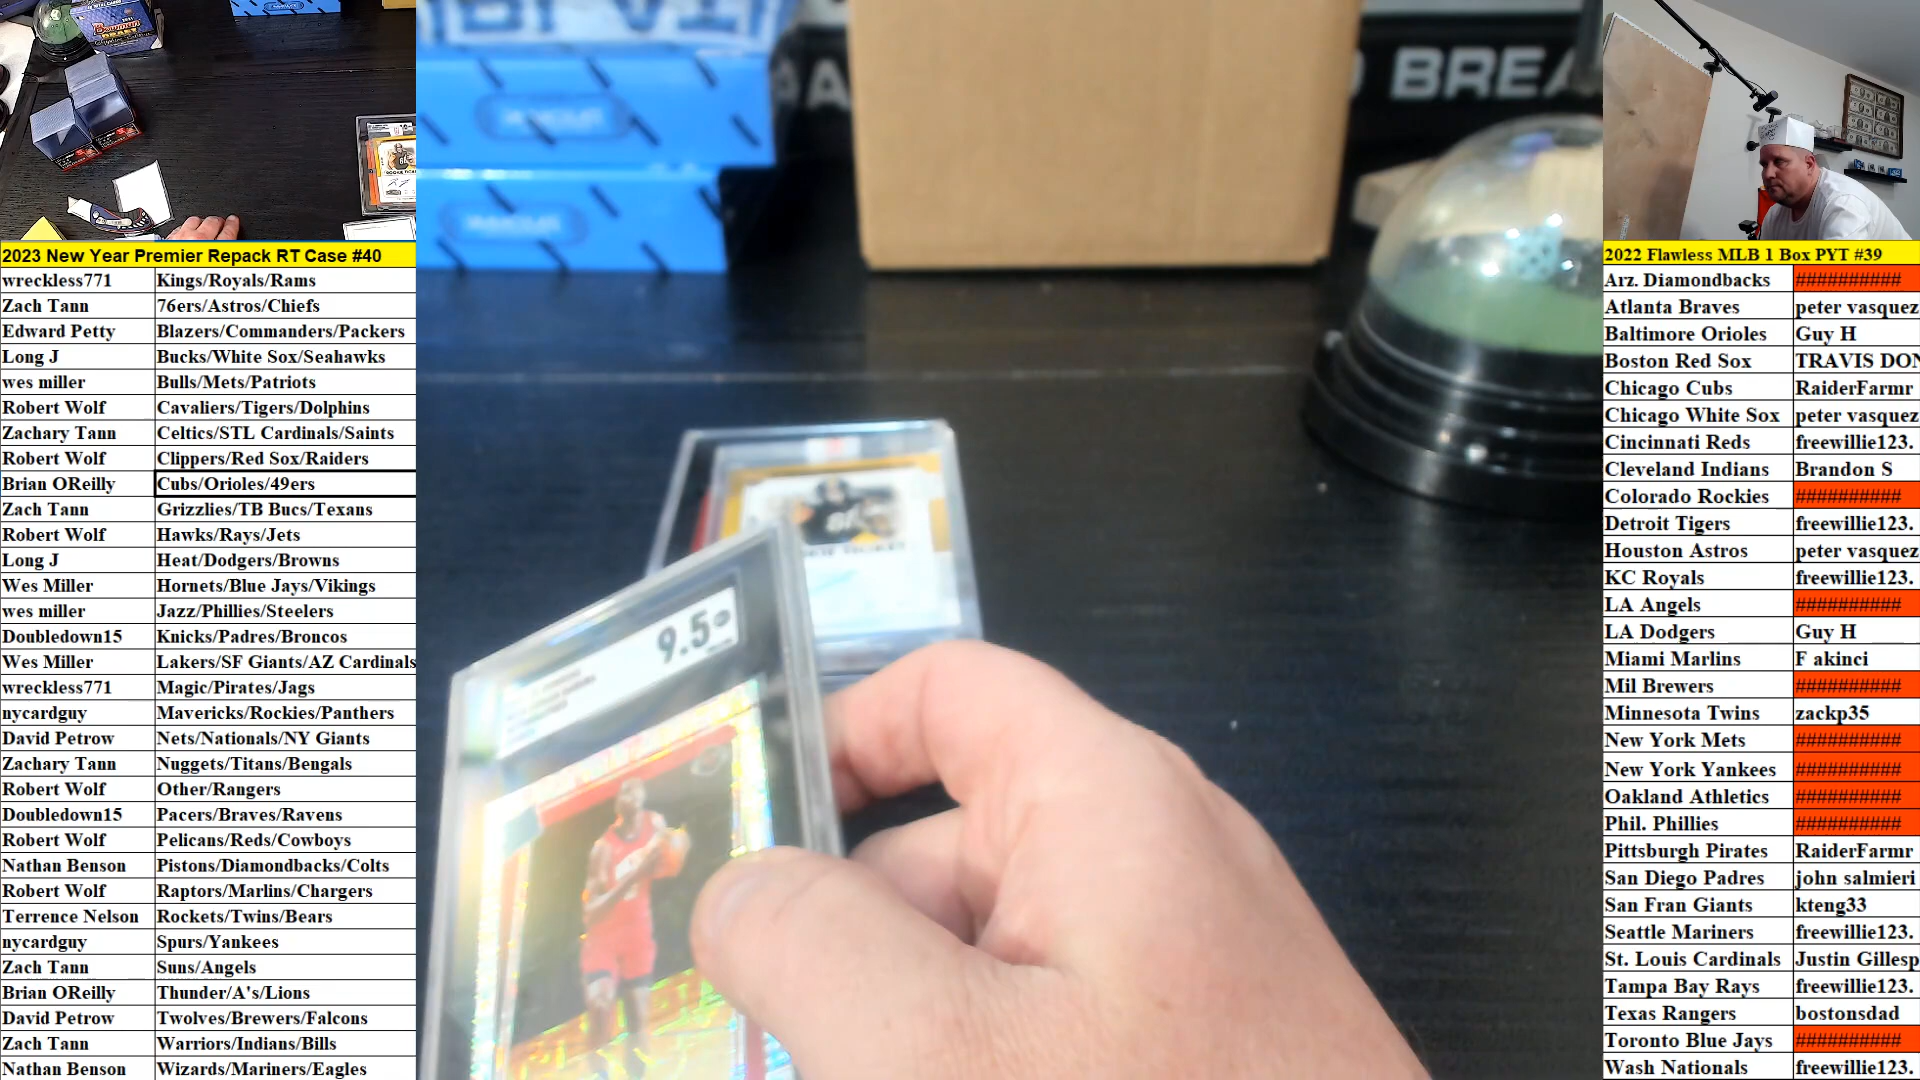 Bowman
DRAFT
BREA
9.5
2023 New Year Premier Repack RT Case #40
wreckless771 Kings/Royals/Rams
Zach Tann 76ers/Astros/Chiefs
Edward Petty Blazers/Commanders/Packers
Long J Bucks/White Sox/Seahawks
wes miller Bulls/Mets/Patriots
Robert Wolf Cavaliers/Tigers/Dolphins
Zachary Tann Celtics/STL Cardinals/Saints
Robert Wolf Clippers/Red Sox/Raiders
Brian OReilly Cubs/Orioles/49ers
Zach Tann Grizzlies/TB Bucs/Texans
Robert Wolf Hawks/Rays/Jets
Long J Heat/Dodgers/Browns
Wes Miller Hornets/Blue Jays/Vikings
wes miller Jazz/Phillies/Steelers
Doubledown15 Knicks/Padres/Broncos
Wes Miller Lakers/SF Giants/AZ Cardinals
wreckless771 Magic/Pirates/Jags
nycardguy Mavericks/Rockies/Panthers
David Petrow Nets/Nationals/NY Giants
Zachary Tann Nuggets/Titans/Bengals
Robert Wolf Other/Rangers
Doubledown15 Pacers/Braves/Ravens
Robert Wolf Pelicans/Reds/Cowboys
Nathan Benson Pistons/Diamondbacks/Colts
Robert Wolf Raptors/Marlins/Chargers
Terrence Nelson Rockets/Twins/Bears
nycardguy Spurs/Yankees
Zach Tann Suns/Angels
Brian OReilly Thunder/A's/Lions
David Petrow Twolves/Brewers/Falcons
Zach Tann Warriors/Indians/Bills
Nathan Benson Wizards/Mariners/Eagles
2022 Flawless MLB 1 Box PYT #39
Arz. Diamondbacks ##########
Atlanta Braves peter vasquez
Baltimore Orioles Guy H
Boston Red Sox TRAVIS DON
Chicago Cubs RaiderFarmr
Chicago White Sox peter vasquez
Cincinnati Reds freewillie123.
Cleveland Indians Brandon S
Colorado Rockies ##########
Detroit Tigers freewillie123.
Houston Astros peter vasquez
KC Royals freewillie123.
LA Angels ##########
LA Dodgers Guy H
Miami Marlins F akinci
Mil Brewers ##########
Minnesota Twins zackp35
New York Mets ##########
New York Yankees ##########
Oakland Athletics ##########
Phil. Phillies ##########
Pittsburgh Pirates RaiderFarmr
San Diego Padres john salmieri
San Fran Giants kteng33
Seattle Mariners freewillie123.
St. Louis Cardinals Justin Gillesp
Tampa Bay Rays freewillie123.
Texas Rangers bostonsdad
Toronto Blue Jays ##########
Wash Nationals freewillie123.